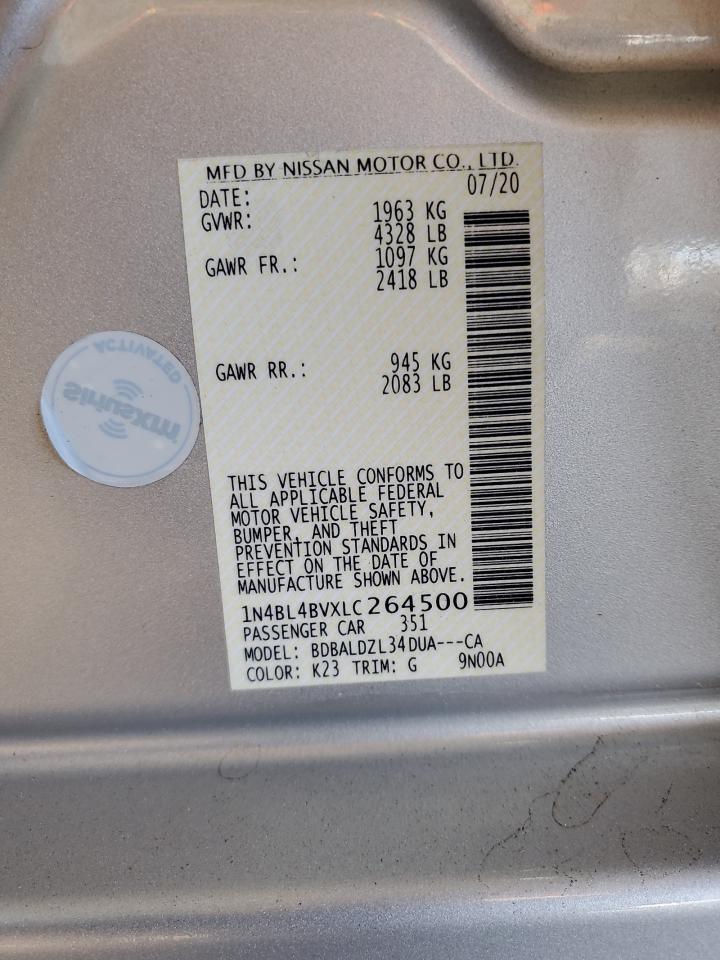 MFD BY NISSAN MOTOR CO., LTD.
DATE: 07/20
GVWR: 1963 KG
4328 LB
GAWR FR.: 1097 KG
2418 LB
GAWR RR.: 945 KG
2083 LB
ACTIVATED
SiriusXM
THIS VEHICLE CONFORMS TO
ALL APPLICABLE FEDERAL
MOTOR VEHICLE SAFETY,
BUMPER, AND THEFT
PREVENTION STANDARDS IN
EFFECT ON THE DATE OF
MANUFACTURE SHOWN ABOVE.
1N4BL4BVXLC264500
PASSENGER CAR 351
MODEL: BDBALDZL34DUA---CA
COLOR: K23 TRIM: G 9N00A